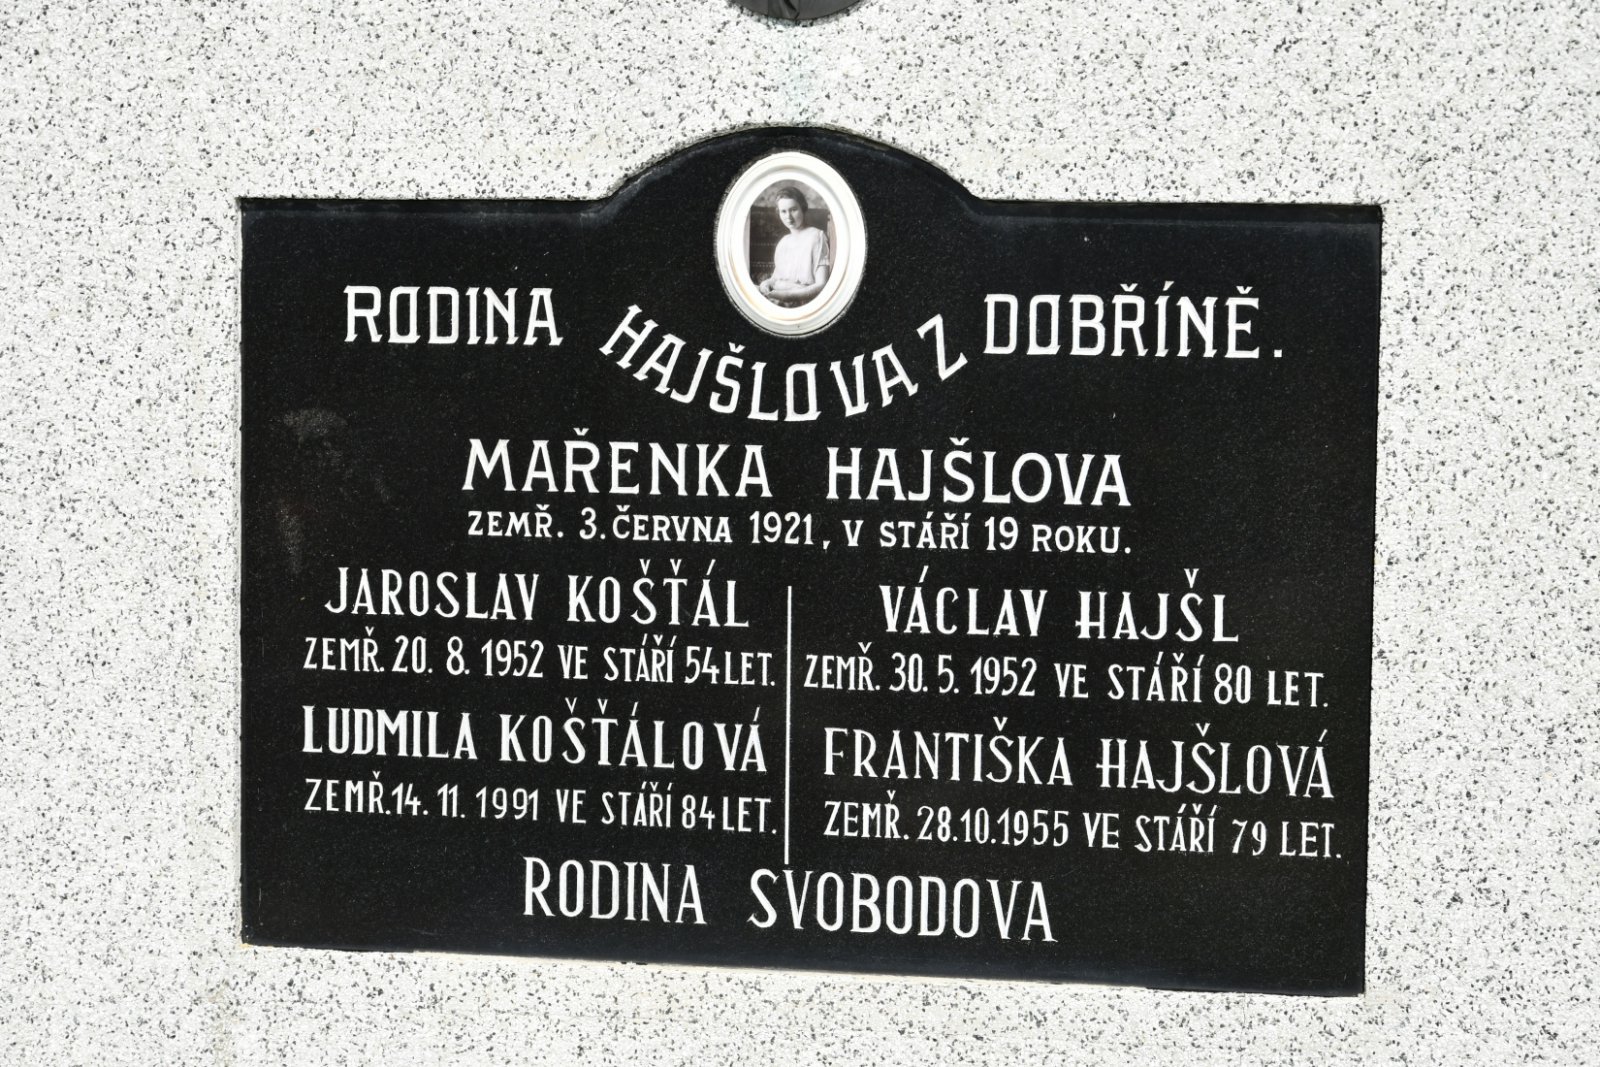 RODINA HAJŠLOVA Z DOBŘÍNĚ.
MAŘENKA HAJŠLOVA
ZEMŘ. 3. ČERVNA 1921, V STÁŘÍ 19 ROKU.
JAROSLAV KOŠŤÁL
ZEMŘ. 20. 8. 1952 VE STÁŘÍ 54 LET.
LUDMILA KOŠŤÁLOVÁ
ZEMŘ. 14. 11. 1991 VE STÁŘÍ 84 LET.
VÁCLAV HAJŠL
ZEMŘ. 30. 5. 1952 VE STÁŘÍ 80 LET.
FRANTIŠKA HAJŠLOVÁ
ZEMŘ. 28.10.1955 VE STÁŘÍ 79 LET.
RODINA SVOBODOVA